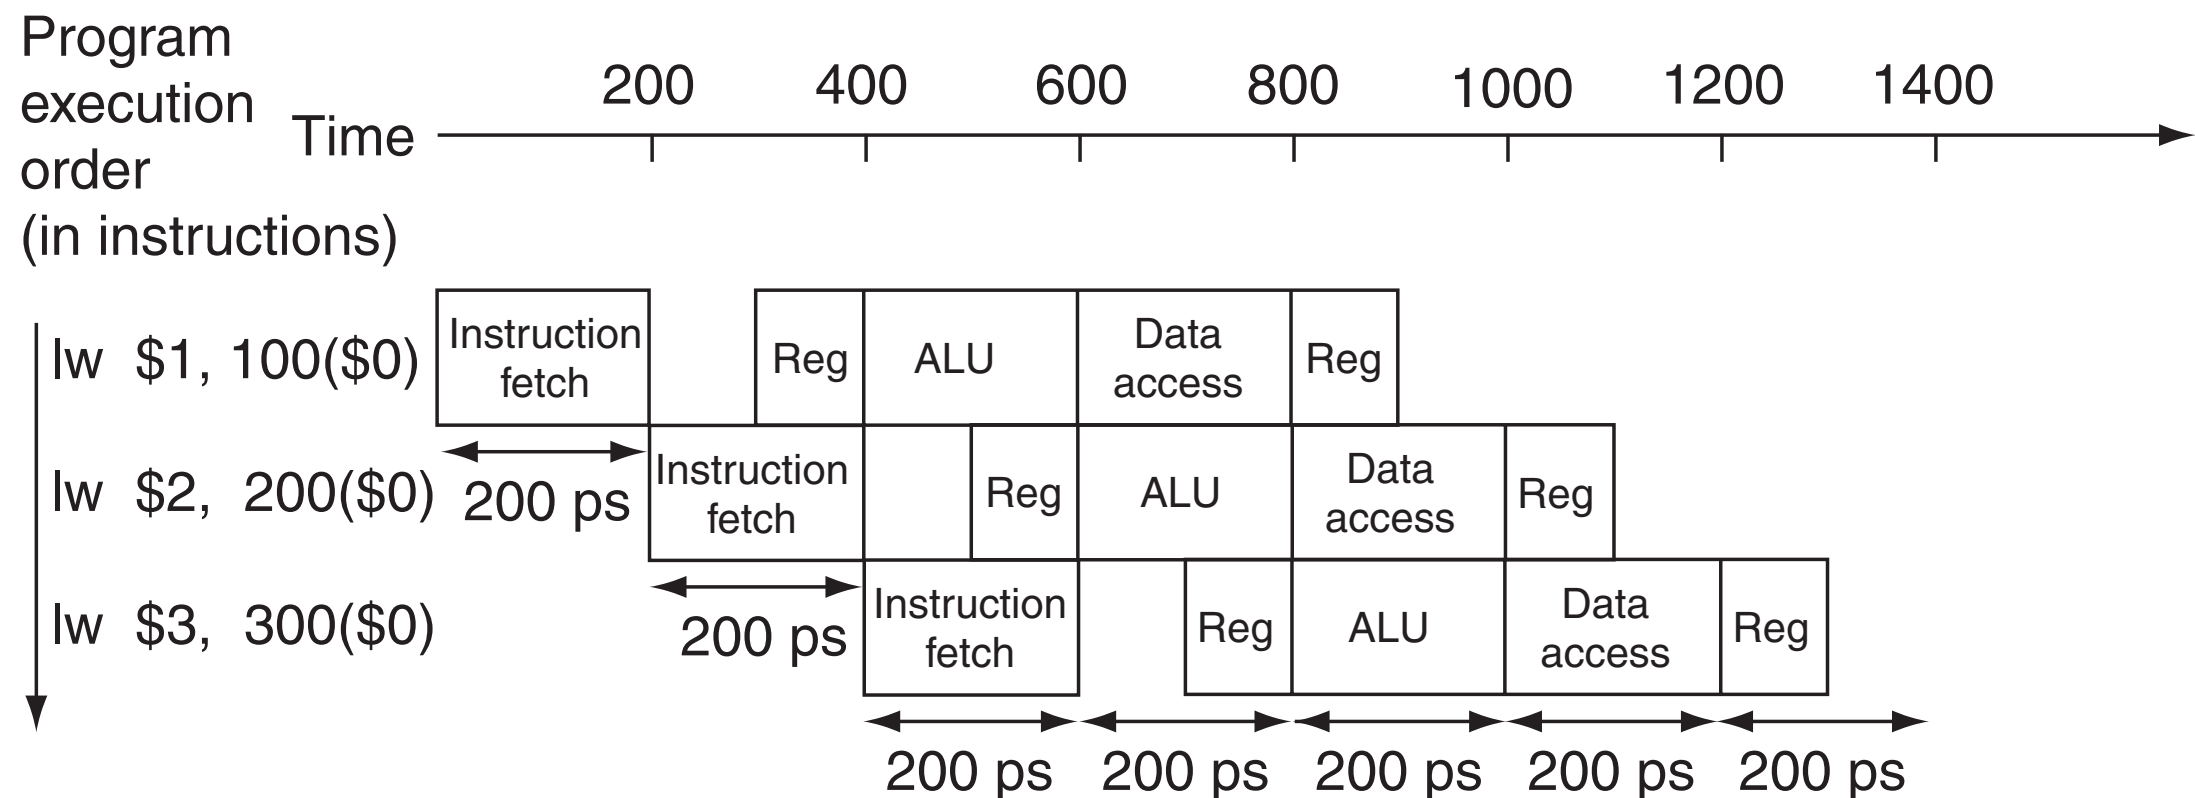 Program
execution
order
(in instructions)
Time
200 400 600 800 1000 1200 1400
lw $1, 100($0)
Instruction
fetch
Reg
ALU
Data
access
Reg
200 ps
lw $2, 200($0)
Instruction
fetch
Reg
ALU
Data
access
Reg
200 ps
lw $3, 300($0)
Instruction
fetch
Reg
ALU
Data
access
Reg
200 ps 200 ps 200 ps 200 ps 200 ps